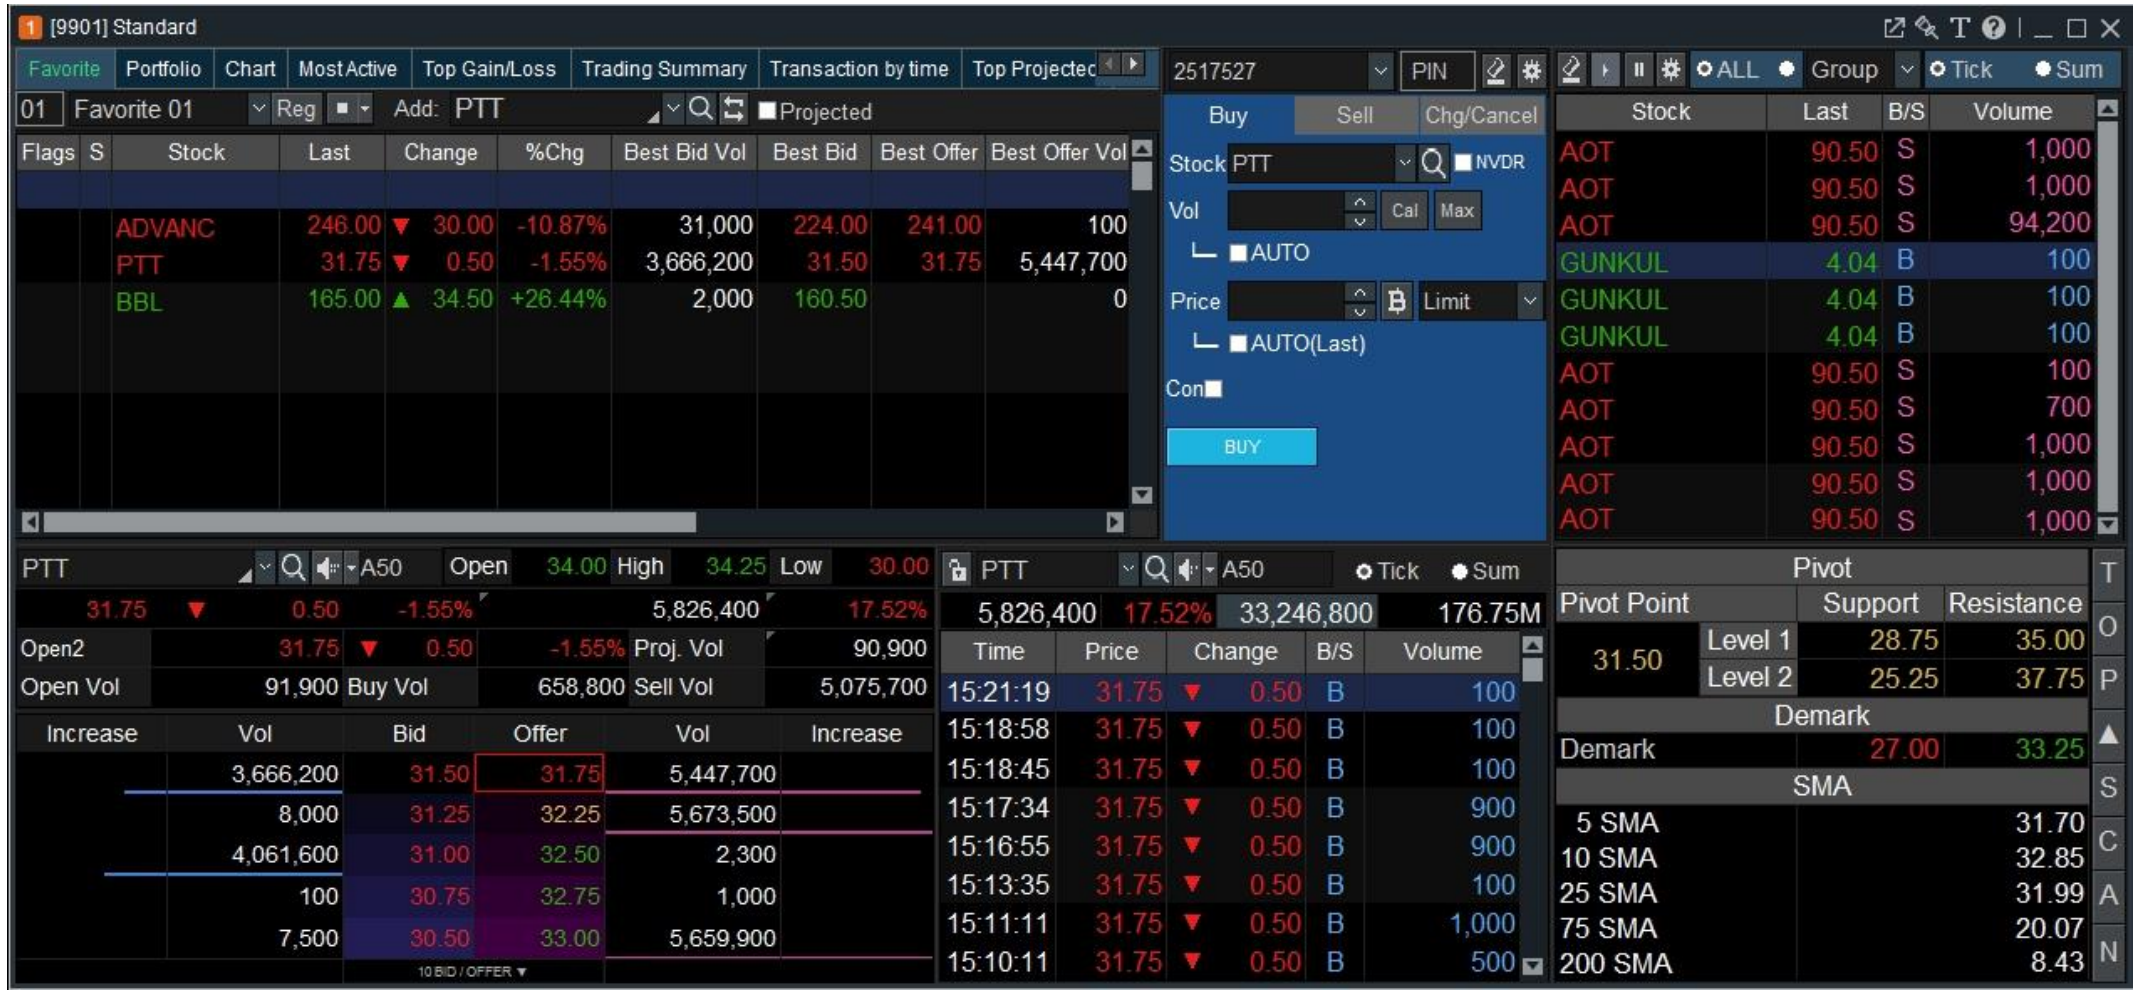 1 [9901] Standard
Favorite Portfolio Chart Most Active Top Gain/Loss Trading Summary Transaction by time Top Projectec
01 Favorite 01 Reg Add: PTT Projected
Flags S Stock Last Change %Chg Best Bid Vol Best Bid Best Offer Best Offer Vol
ADVANC 246.00 ▼ 30.00 -10.87% 31,000 224.00 241.00 100
PTT 31.75 ▼ 0.50 -1.55% 3,666,200 31.50 31.75 5,447,700
BBL 165.00 ▲ 34.50 +26.44% 2,000 160.50 0
2517527 PIN
Buy Sell Chg/Cancel
Stock PTT NVDR
Vol Cal Max
AUTO
Price Limit
AUTO(Last)
Con
BUY
ALL Group Tick Sum
Stock Last B/S Volume
AOT 90.50 S 1,000
AOT 90.50 S 1,000
AOT 90.50 S 94,200
GUNKUL 4.04 B 100
GUNKUL 4.04 B 100
GUNKUL 4.04 B 100
AOT 90.50 S 100
AOT 90.50 S 700
AOT 90.50 S 1,000
AOT 90.50 S 1,000
AOT 90.50 S 1,000
PTT A50 Open 34.00 High 34.25 Low 30.00
31.75 ▼ 0.50 -1.55% 5,826,400 17.52%
Open2 31.75 ▼ 0.50 -1.55% Proj. Vol 90,900
Open Vol 91,900 Buy Vol 658,800 Sell Vol 5,075,700
Increase Vol Bid Offer Vol Increase
3,666,200 31.50 31.75 5,447,700
8,000 31.25 32.25 5,673,500
4,061,600 31.00 32.50 2,300
100 30.75 32.75 1,000
7,500 30.50 33.00 5,659,900
10 BID / OFFER ▼
PTT A50 Tick Sum
5,826,400 17.52% 33,246,800 176.75M
Time Price Change B/S Volume
15:21:19 31.75 ▼ 0.50 B 100
15:18:58 31.75 ▼ 0.50 B 100
15:18:45 31.75 ▼ 0.50 B 100
15:17:34 31.75 ▼ 0.50 B 900
15:16:55 31.75 ▼ 0.50 B 900
15:13:35 31.75 ▼ 0.50 B 100
15:11:11 31.75 ▼ 0.50 B 1,000
15:10:11 31.75 ▼ 0.50 B 500
Pivot
Pivot Point Support Resistance
31.50 Level 1 28.75 35.00
Level 2 25.25 37.75
Demark
Demark 27.00 33.25
SMA
5 SMA 31.70
10 SMA 32.85
25 SMA 31.99
75 SMA 20.07
200 SMA 8.43
T
O
P
▲
S
C
A
N